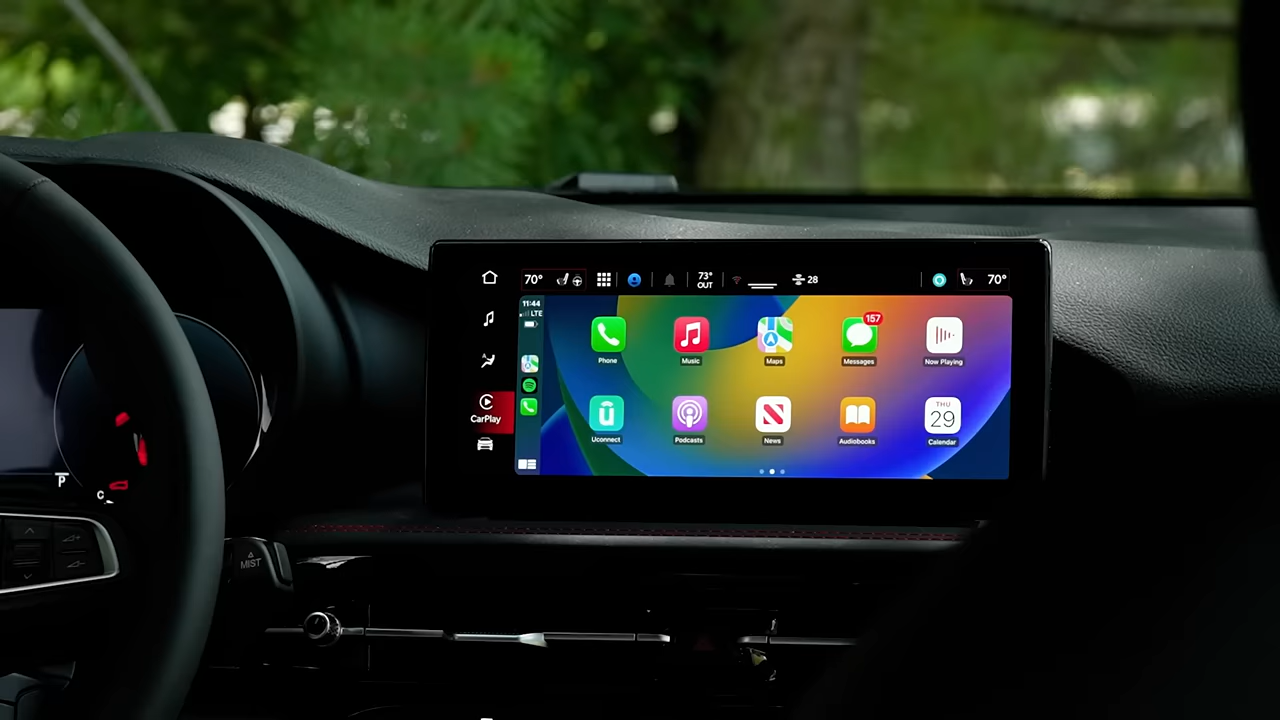 70°
73°
OUT
28
70°
11:44
LTE
Phone
Music
Maps
157
Messages
Now Playing
CarPlay
Uconnect
Podcasts
News
Audiobooks
THU
29
Calendar
P
C
MIST